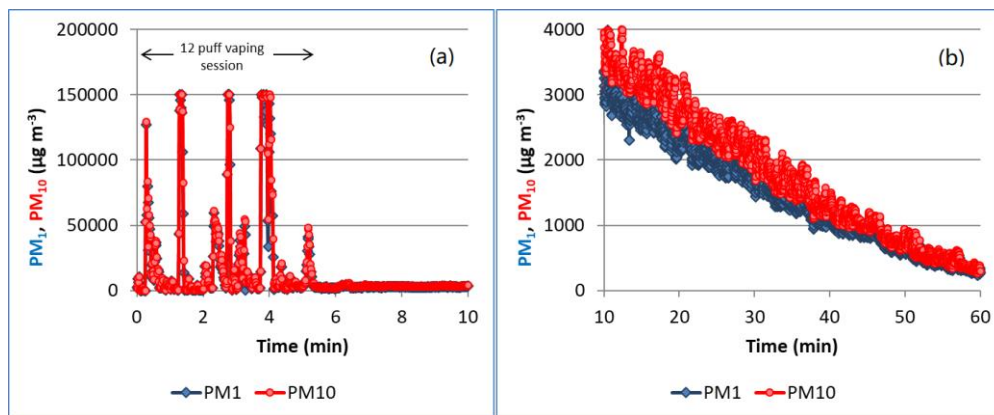 200000
150000
100000
50000
0
0 2 4 6 8 10
PM₁, PM₁₀ (µg m⁻³)
12 puff vaping
session
(a)
Time (min)
PM1 PM10
4000
3000
2000
1000
0
10 20 30 40 50 60
PM₁, PM₁₀ (µg m⁻³)
(b)
Time (min)
PM1 PM10